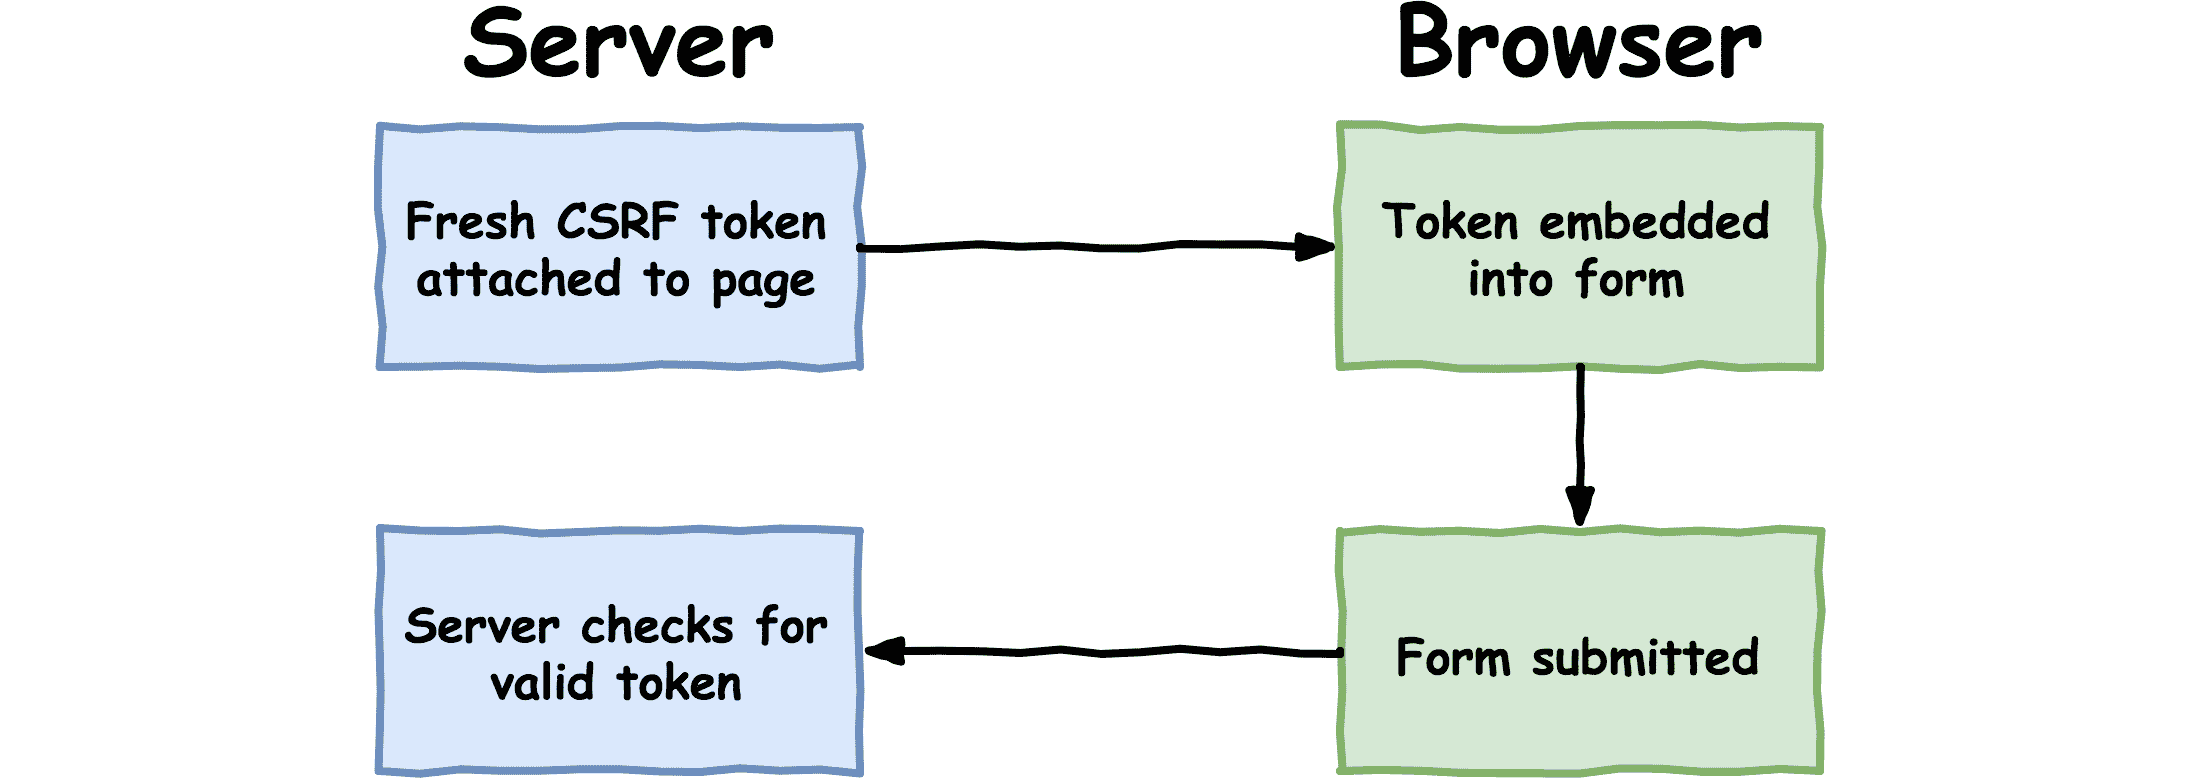 Server
Browser
Fresh CSRF token
attached to page
Token embedded
into form
Server checks for
valid token
Form submitted